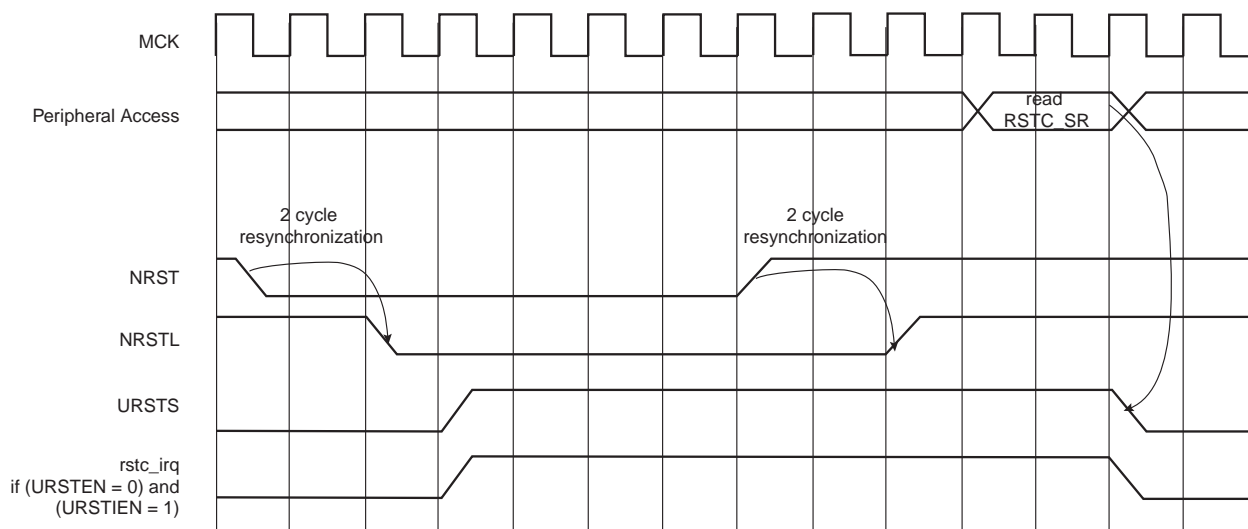 MCK
Peripheral Access
read
RSTC_SR
2 cycle
resynchronization
2 cycle
resynchronization
NRST
NRSTL
URSTS
rstc_irq
if (URSTEN = 0) and
(URSTIEN = 1)